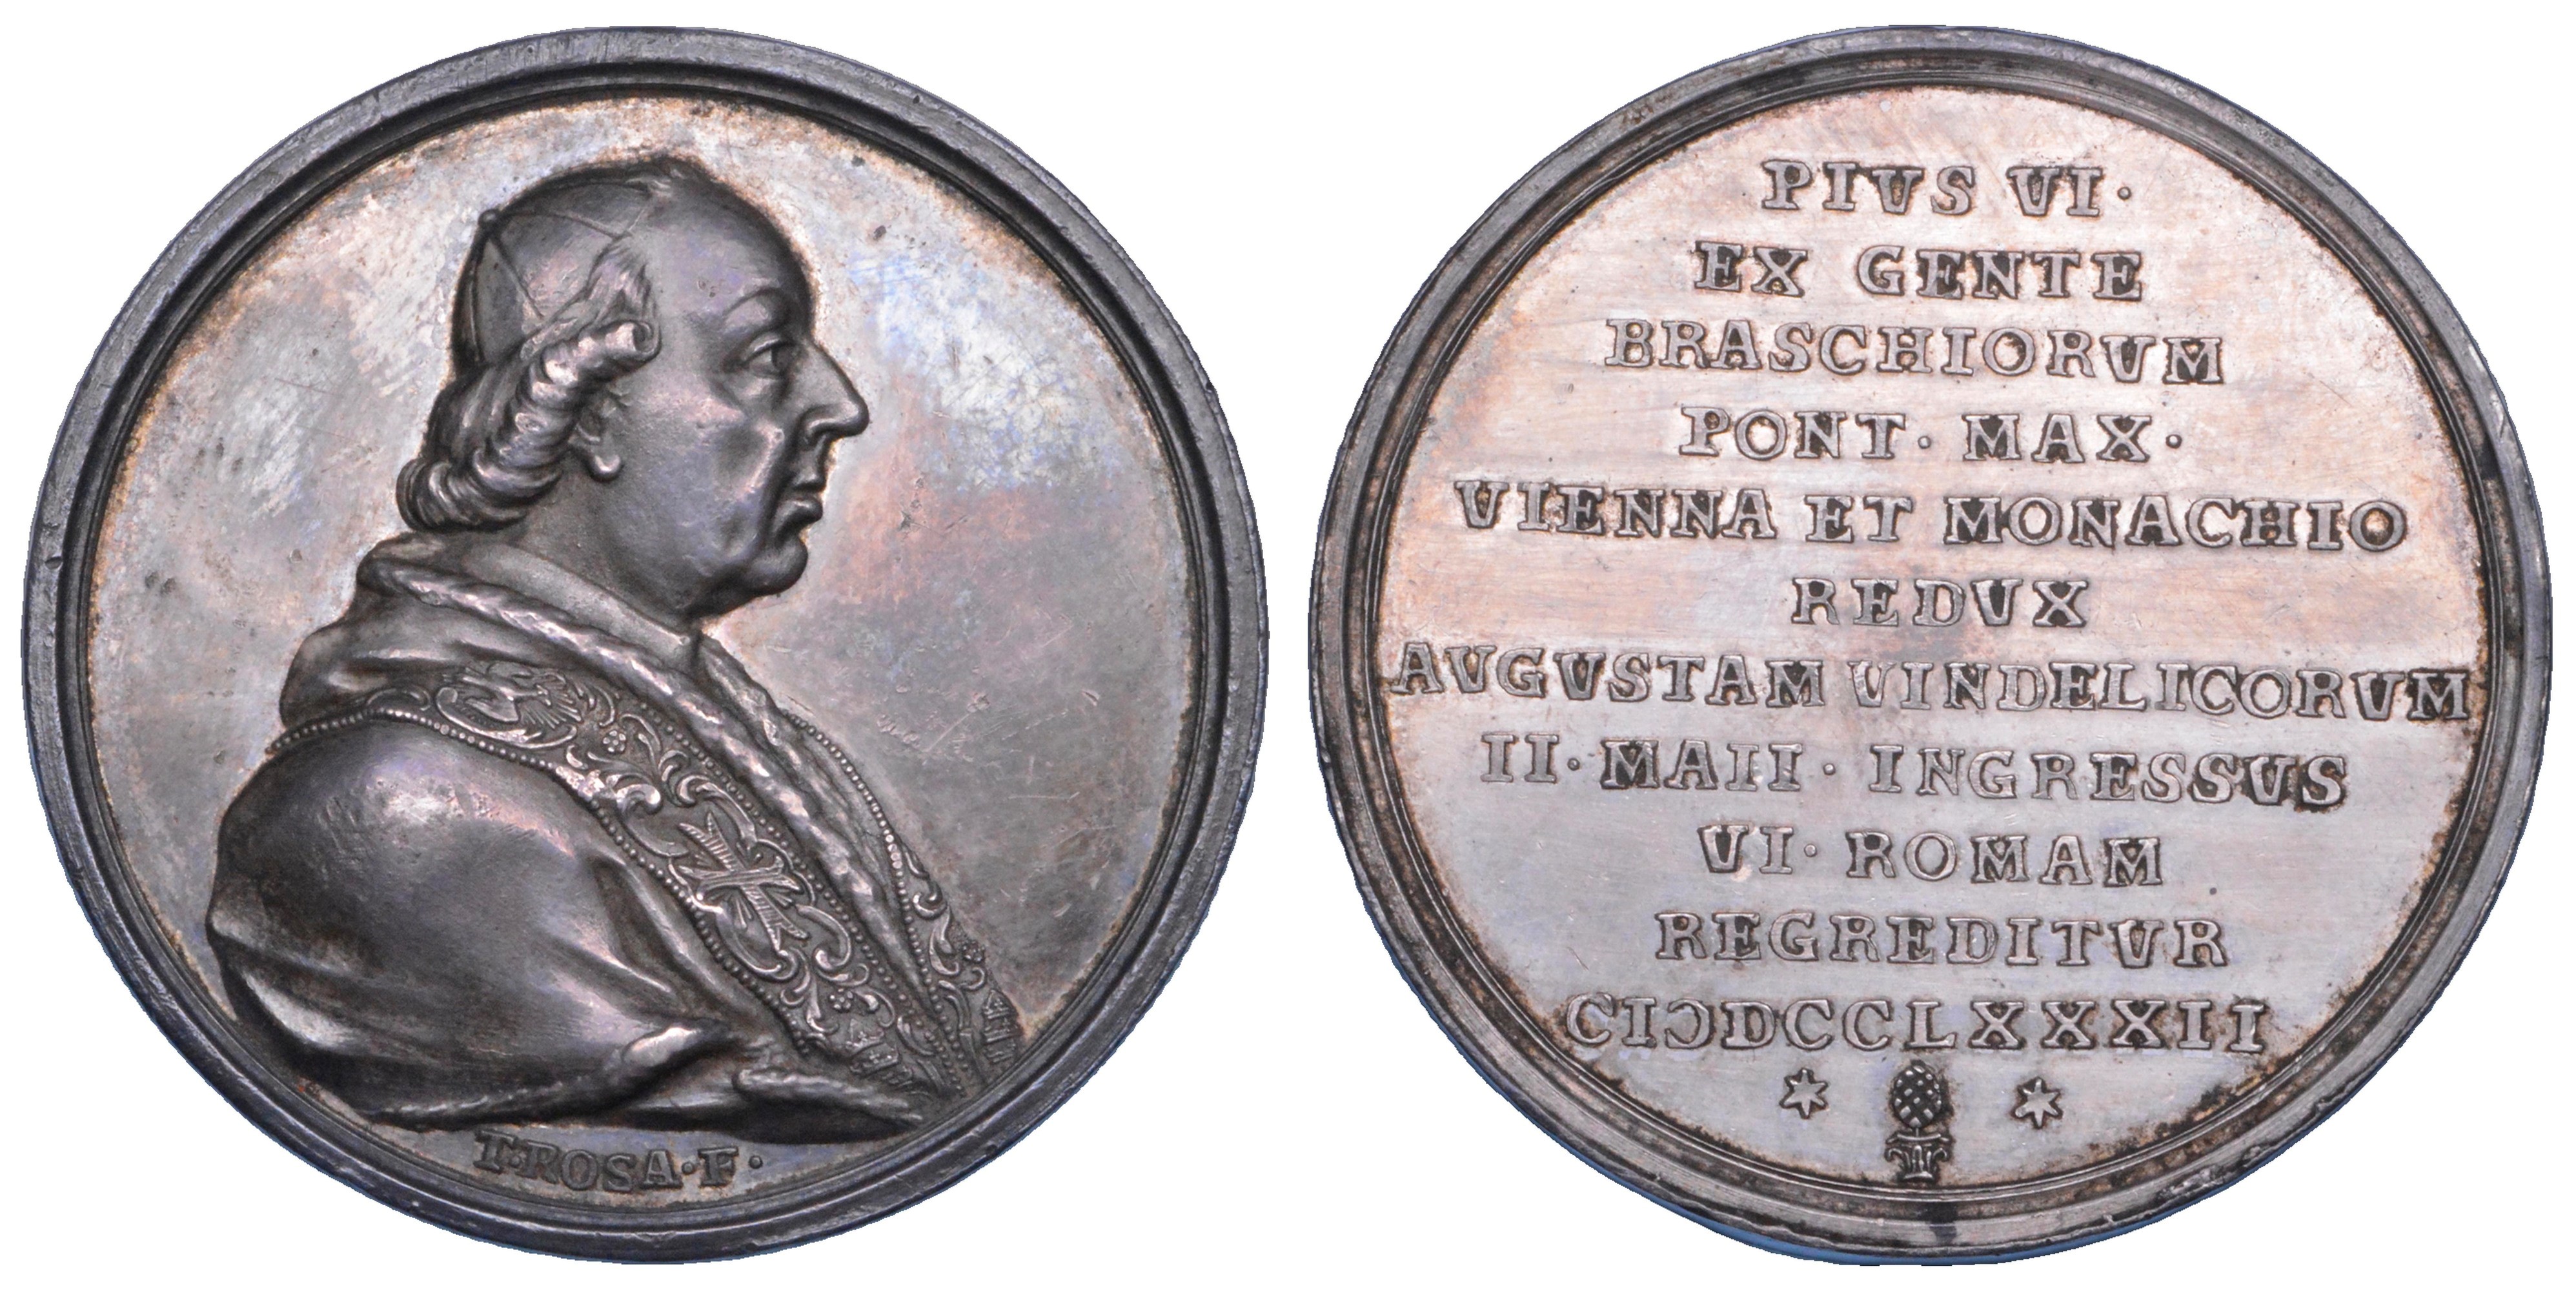 T·ROSA·F·
PIVS VI·
EX GENTE
BRASCHIORVM
PONT· MAX·
VIENNA ET MONACHIO
REDVX
AVGVSTAM VINDELICORVM
II· MAII· INGRESSVS
VI· ROMAM
REGREDITVR
CIƆDCCLXXXII